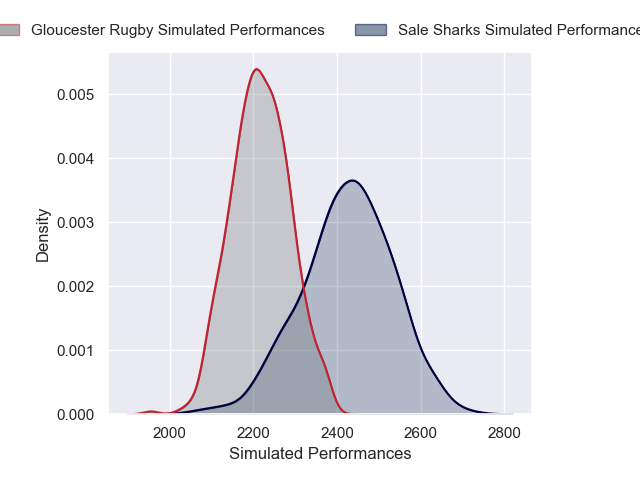 Gloucester Rugby Simulated Performances Sale Sharks Simulated Performance
0.005
0.004
0.003
0.002
0.001
0.000
Density
2000 2200 2400 2600 2800
Simulated Performances